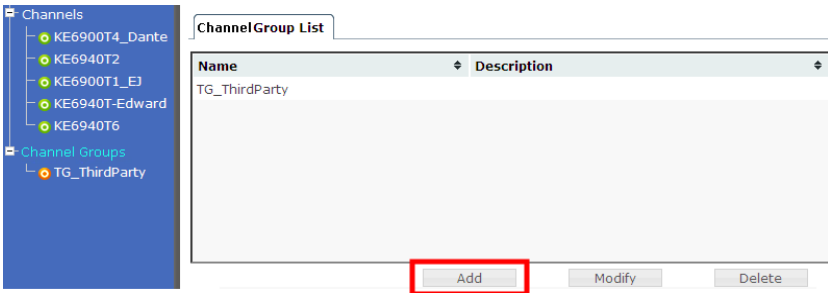 Channels
KE6900T4_Dante
KE6940T2
KE6900T1_EJ
KE6940T-Edward
KE6940T6
Channel Groups
TG_ThirdParty
ChannelGroup List
Name Description
TG_ThirdParty
Add Modify Delete